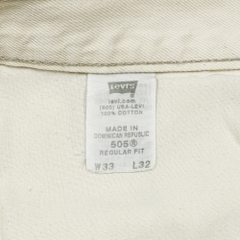 Levi's
levi.com
(800) USA-LEVI
100% COTTON
MADE IN
DOMINICAN REPUBLIC
505®
REGULAR FIT
W33 L32